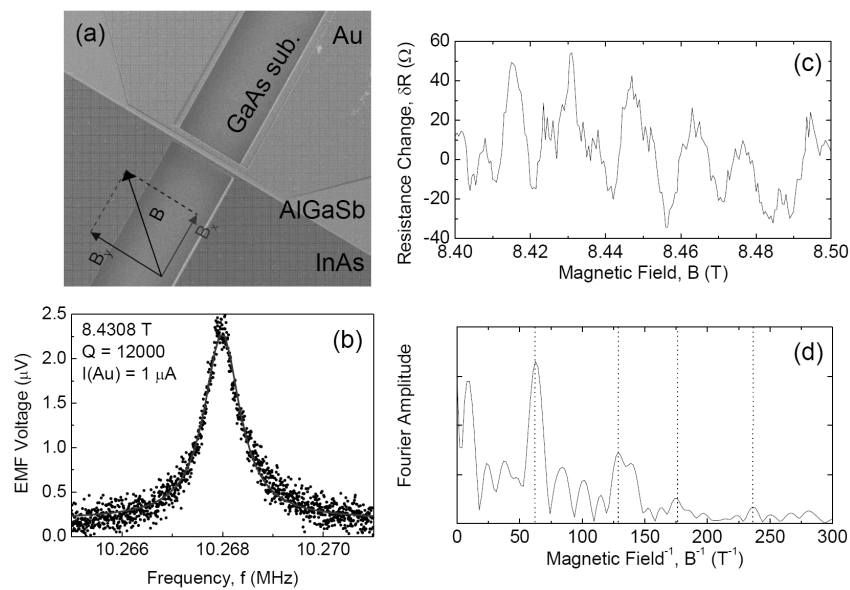 (a)
Au
GaAs sub.
AlGaSb
InAs
B
Bx
By
(b)
8.4308 T
Q = 12000
I(Au) = 1 μA
EMF Voltage (μV)
2.5
2.0
1.5
1.0
0.5
0.0
10.266 10.268 10.270
Frequency, f (MHz)
(c)
Resistance Change, δR (Ω)
60
40
20
0
-20
-40
8.40 8.42 8.44 8.46 8.48 8.50
Magnetic Field, B (T)
(d)
Fourier Amplitude
0 50 100 150 200 250 300
Magnetic Field⁻¹, B⁻¹ (T⁻¹)